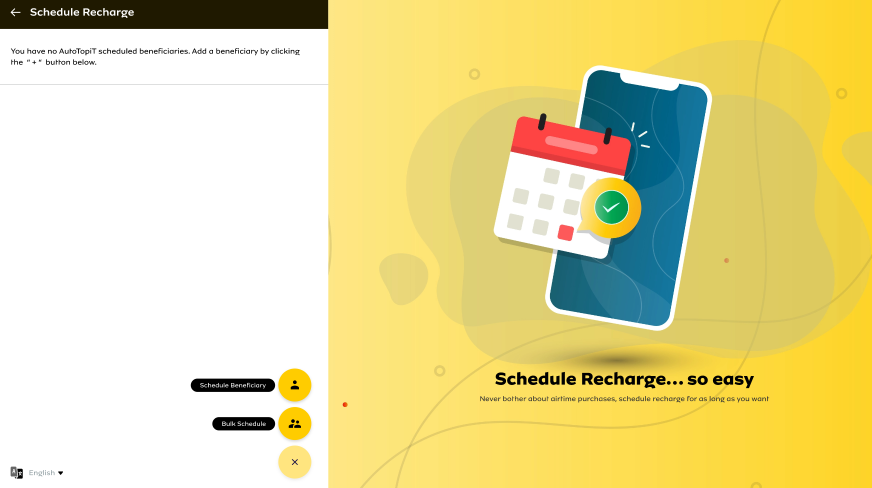 Schedule Recharge
You have no AutoTopiT scheduled beneficiaries. Add a beneficiary by clicking
the "+" button below.
Schedule Beneficiary
Bulk Schedule
English
Schedule Recharge... so easy
Never bother about airtime purchases, schedule recharge for as long as you want